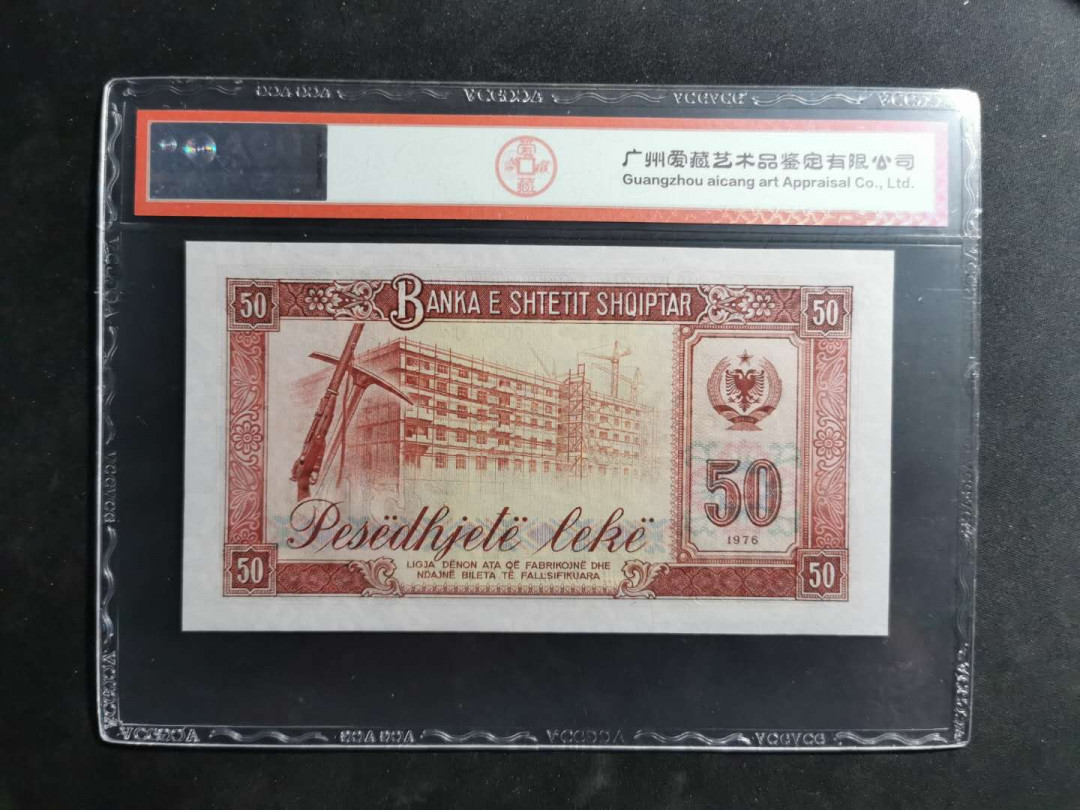 广州爱藏艺术品鉴定有限公司
Guangzhou aicang art Appraisal Co., Ltd.
爱
藏
50
BANKA E SHTETIT SHQIPTAR
50
50
1976
Pesëdhjetë lekë
LIGJA DËNON ATA QË FABRIKOJNË DHE
NDAJNË BILETA TË FALLSIFIKUARA
50
50